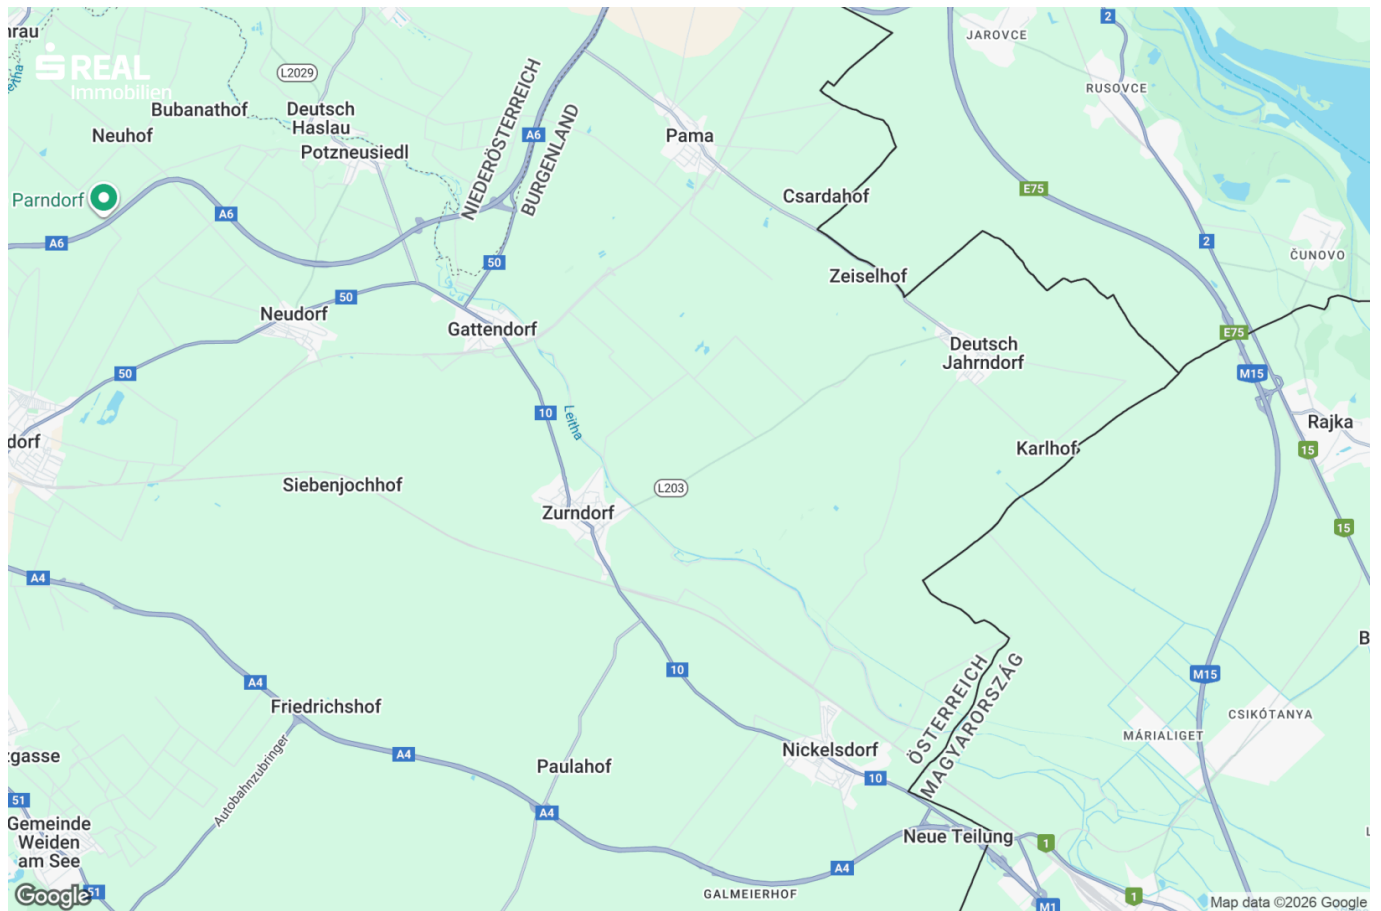 JAROVCE
2
RUSOVCE
REAL
Immobilien
L2029
Bubanathof
Deutsch
Haslau
Neuhof
Potzneusiedl
NIEDERÖSTERREICH
BURGENLAND
A6
Pama
Csardahof
E75
Parndorf
A6
A6
2
ČUNOVO
50
Zeiselhof
50
Neudorf
Gattendorf
E75
Deutsch
Jahrndorf
50
M15
10
Leitha
Rajka
dorf
Karlhof
15
Siebenjochhof
L203
Zurndorf
15
A4
10
ÖSTERREICH
MAGYARORSZÁG
M15
A4
Friedrichshof
CSIKÓTANYA
MÁRIALIGET
Nickelsdorf
zgasse
A4
Autobahnzubringer
Paulahof
10
51
A4
Gemeinde
Weiden
am See
Neue Teilung
1
A4
51
GALMEIERHOF
1
M1
Google
Map data ©2026 Google